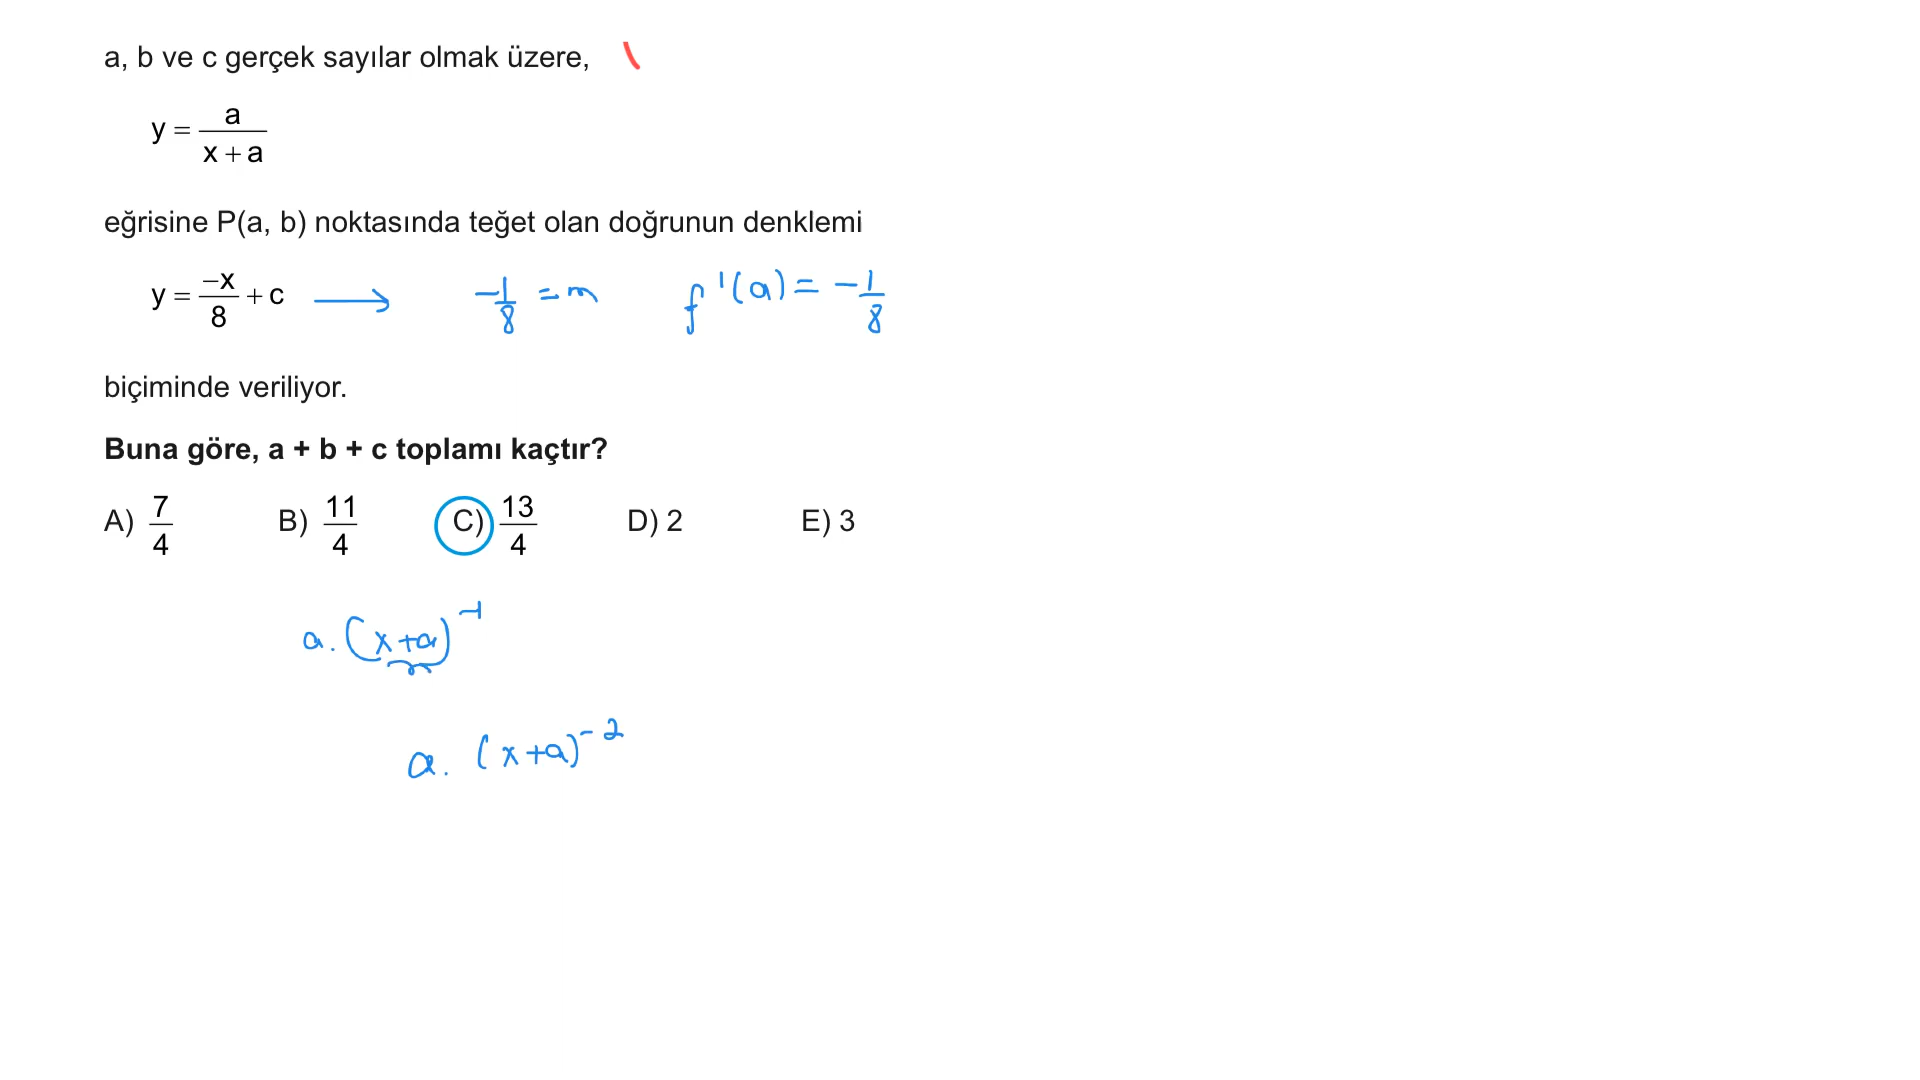 a, b ve c gerçek sayılar olmak üzere,
y = a / (x + a)
eğrisine P(a, b) noktasında teğet olan doğrunun denklemi
y = -x/8 + c → -1/8 = m f'(a) = -1/8
biçiminde veriliyor.
Buna göre, a + b + c toplamı kaçtır?
A) 7/4 B) 11/4 C) 13/4 D) 2 E) 3
a. (x+a)^-1
a. (x+a)^-2